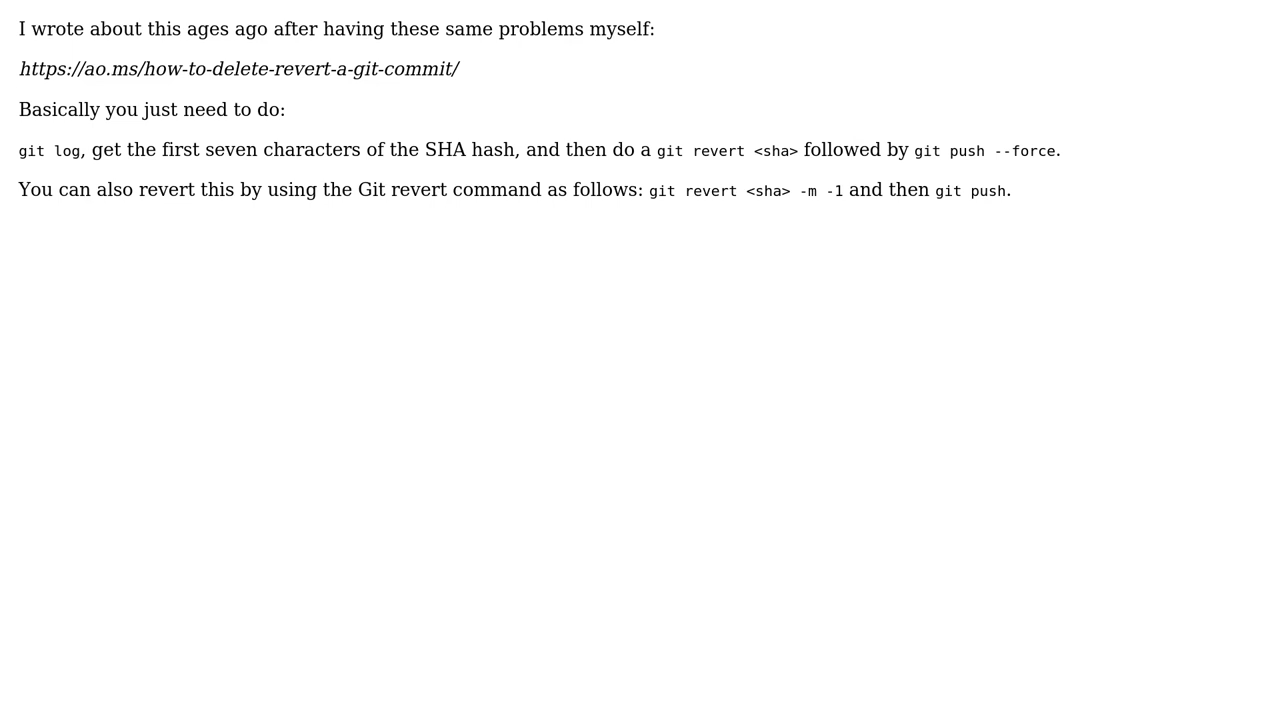 I wrote about this ages ago after having these same problems myself:
https://ao.ms/how-to-delete-revert-a-git-commit/
Basically you just need to do:
git log, get the first seven characters of the SHA hash, and then do a git revert <sha> followed by git push --force.
You can also revert this by using the Git revert command as follows: git revert <sha> -m -1 and then git push.